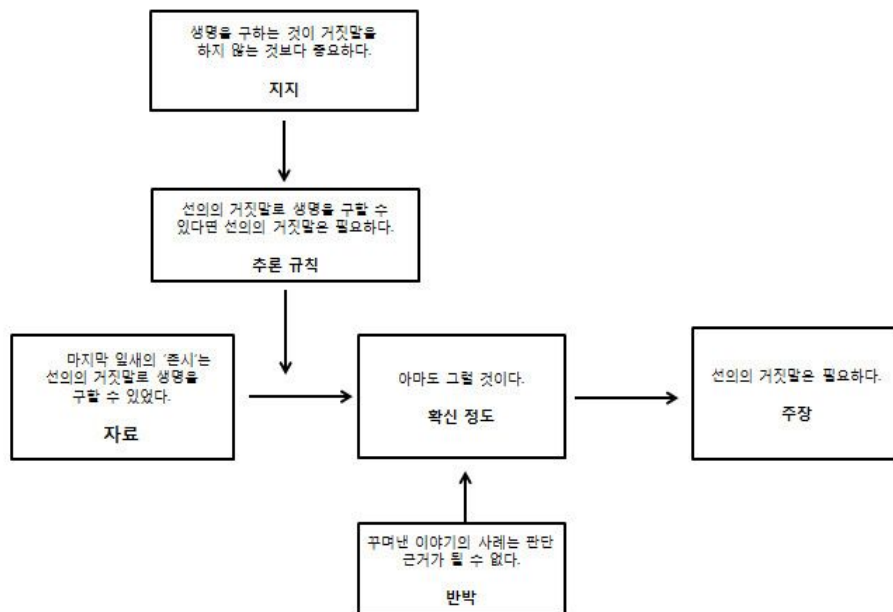 생명을 구하는 것이 거짓말을
하지 않는 것보다 중요하다.
지지
선의의 거짓말로 생명을 구할 수
있다면 선의의 거짓말은 필요하다.
추론 규칙
마지막 잎새의 '존시'는
선의의 거짓말로 생명을
구할 수 있었다.
자료
아마도 그럴 것이다.
확신 정도
선의의 거짓말은 필요하다.
주장
꾸며낸 이야기의 사례는 판단
근거가 될 수 없다.
반박